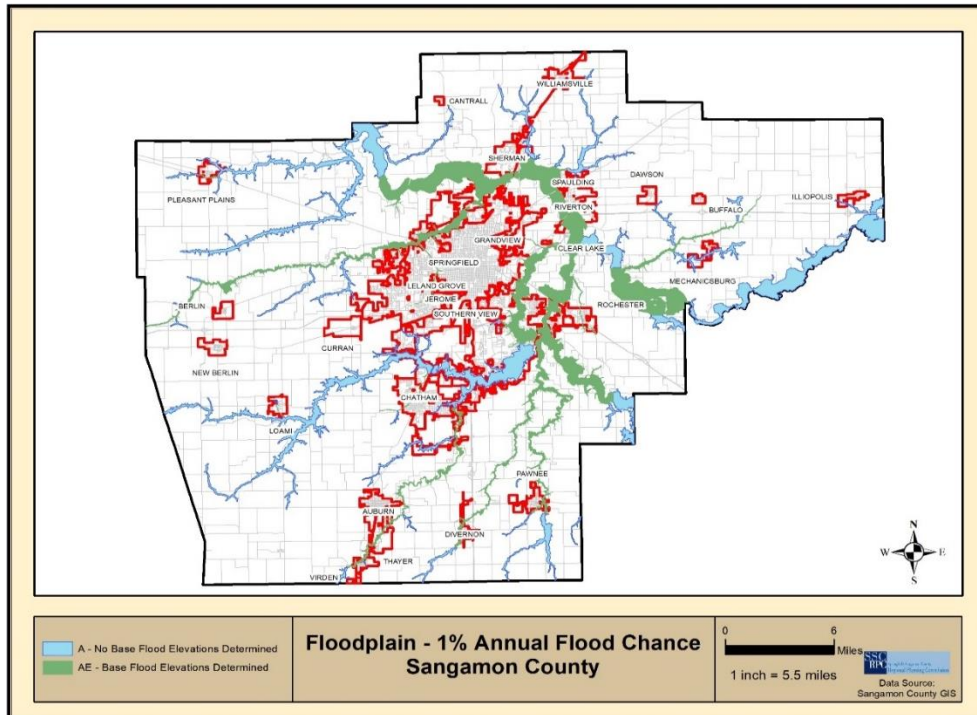 WILLIAMSVILLE
CANTRALL
SHERMAN
SPAULDING
DAWSON
PLEASANT PLAINS
RIVERTON
ILLIOPOLIS
BUFFALO
GRANDVIEW
CLEAR LAKE
SPRINGFIELD
MECHANICSBURG
LELAND GROVE
JEROME
BERLIN
ROCHESTER
SOUTHERN VIEW
CURRAN
NEW BERLIN
CHATHAM
LOAMI
PAWNEE
AUBURN
DIVERNON
THAYER
VIRDEN
N
W
E
S
A - No Base Flood Elevations Determined
AE - Base Flood Elevations Determined
Floodplain - 1% Annual Flood Chance
Sangamon County
0
6
Miles
1 inch = 5.5 miles
SSC
RPC
Data Source:
Sangamon County GIS